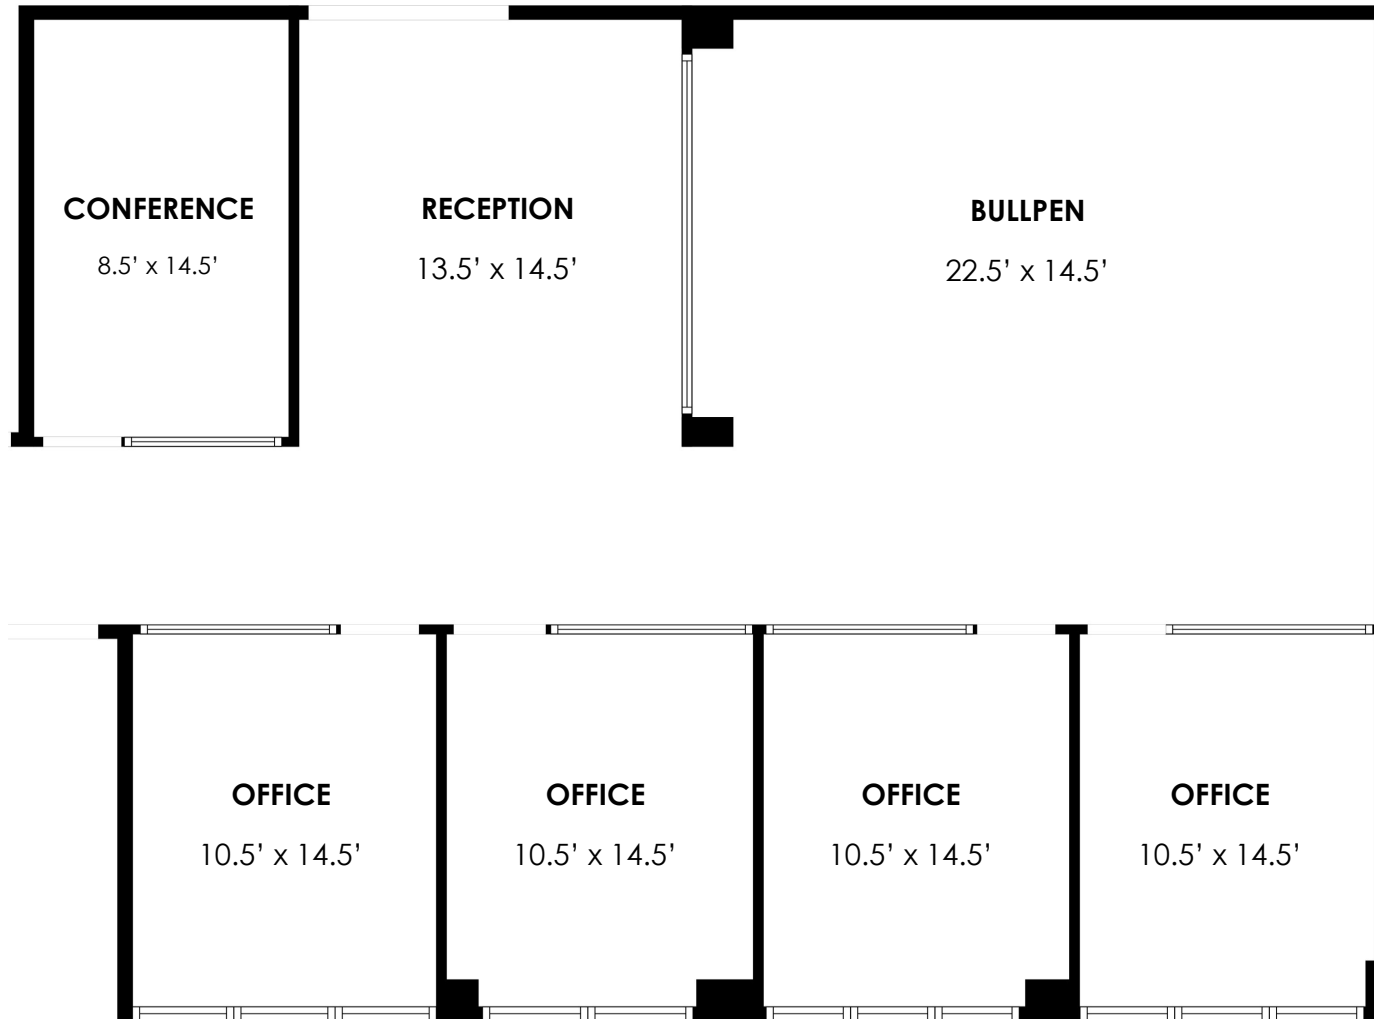 CONFERENCE
8.5’ x 14.5’
RECEPTION
13.5’ x 14.5’
BULLPEN
22.5’ x 14.5’
OFFICE
10.5’ x 14.5’
OFFICE
10.5’ x 14.5’
OFFICE
10.5’ x 14.5’
OFFICE
10.5’ x 14.5’